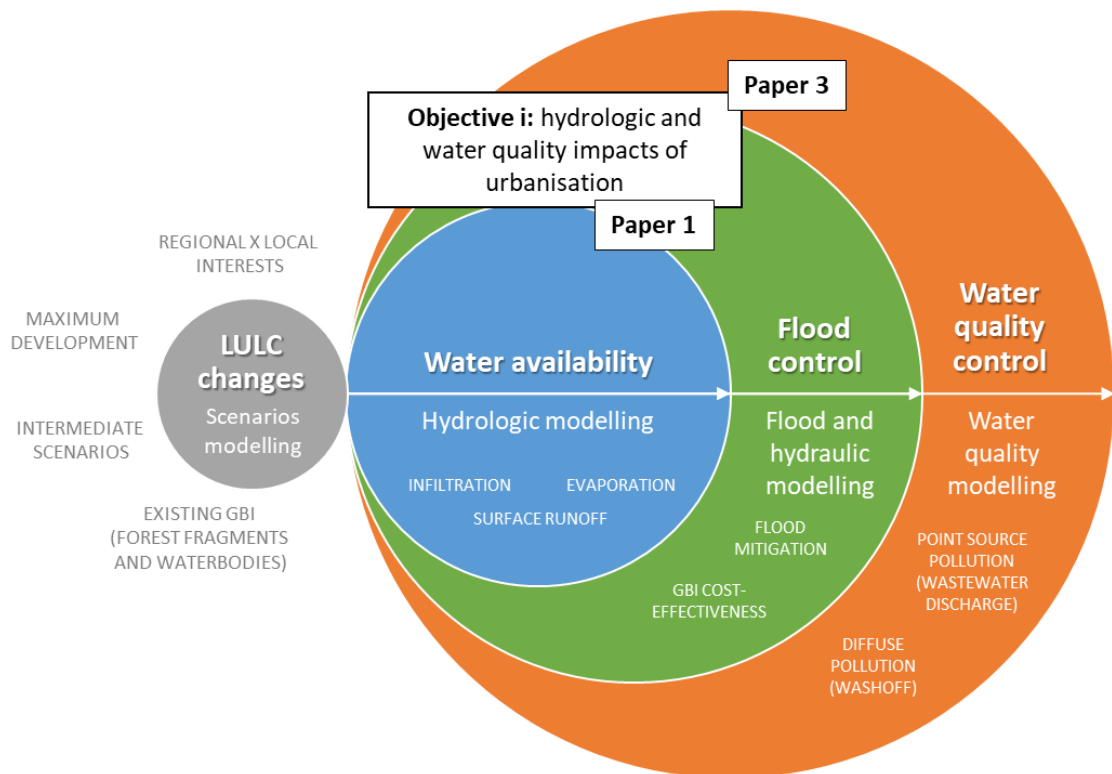 Paper 3
Objective i: hydrologic and
water quality impacts of
urbanisation
Paper 1
REGIONAL X LOCAL
INTERESTS
MAXIMUM
DEVELOPMENT
INTERMEDIATE
SCENARIOS
EXISTING GBI
(FOREST FRAGMENTS
AND WATERBODIES)
LULC
changes
Scenarios
modelling
Water availability
Hydrologic modelling
INFILTRATION
EVAPORATION
SURFACE RUNOFF
Flood
control
Flood and
hydraulic
modelling
FLOOD
MITIGATION
GBI COST-
EFFECTIVENESS
Water
quality
control
Water
quality
modelling
POINT SOURCE
POLLUTION
(WASTEWATER
DISCHARGE)
DIFFUSE
POLLUTION
(WASHOFF)